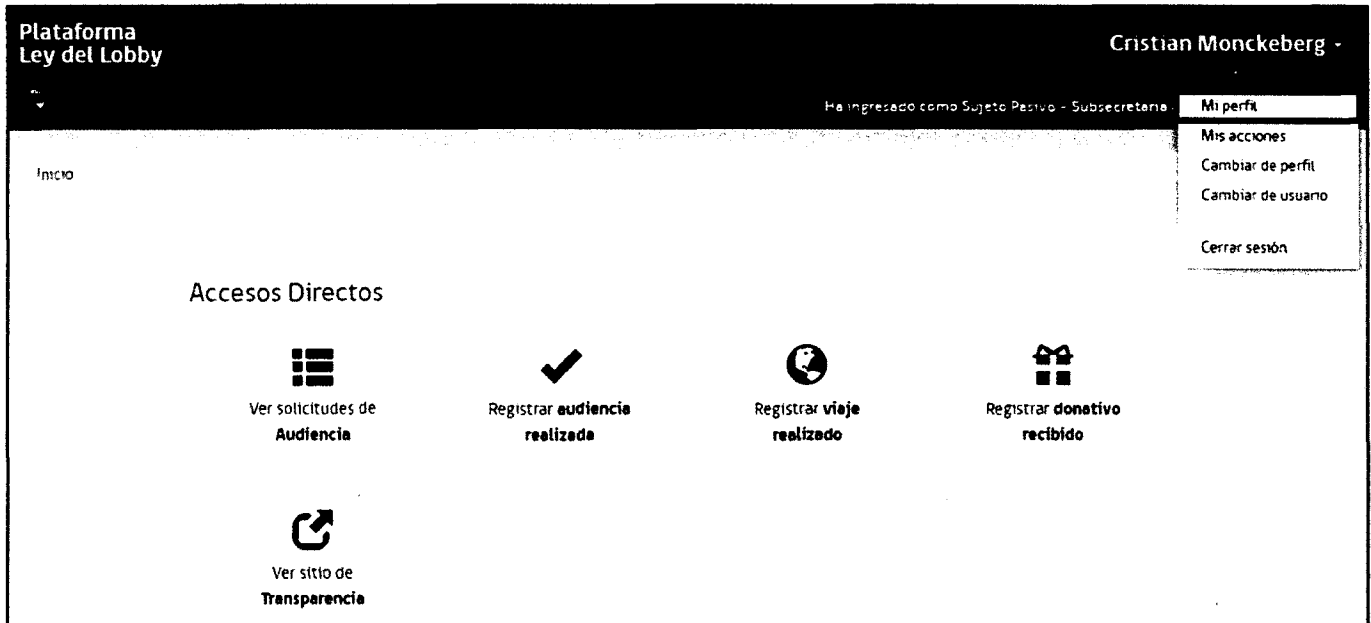 Plataforma
Ley del Lobby
Cristian Monckeberg
Ha ingresado como Sujeto Pasivo - Subsecretaria
Mi perfil
Mis acciones
Cambiar de perfil
Cambiar de usuario
Cerrar sesión
Inicio
Accesos Directos
Ver solicitudes de
Audiencia
Registrar audiencia
realizada
Registrar viaje
realizado
Registrar donativo
recibido
Ver sitio de
Transparencia